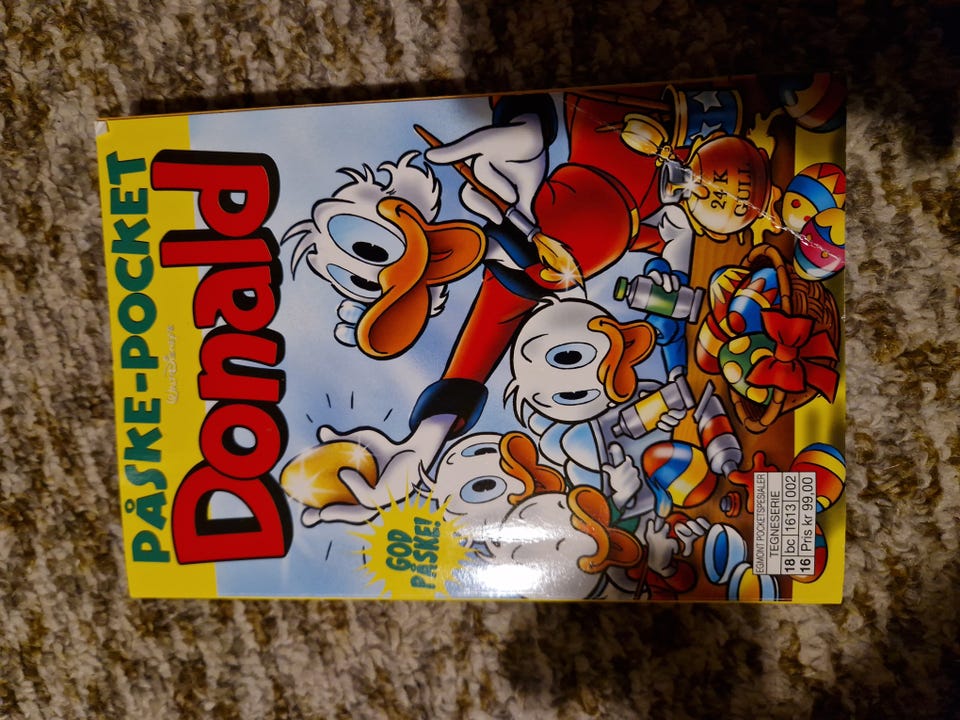 PÅSKE-POCKET
WALT DISNEY
Donald
GOD
PÅSKE!
24 K
GULL
EGMONT POCKETSPESIALER
TEGNESERIE
18 bc 1613 002
16 Pris kr 99,00